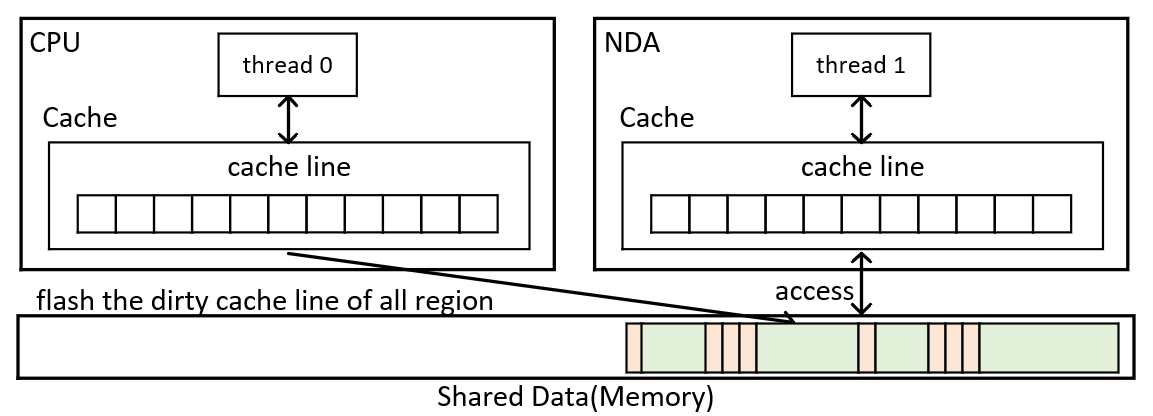 CPU
thread 0
Cache
cache line
NDA
thread 1
Cache
cache line
flash the dirty cache line of all region
access
Shared Data(Memory)